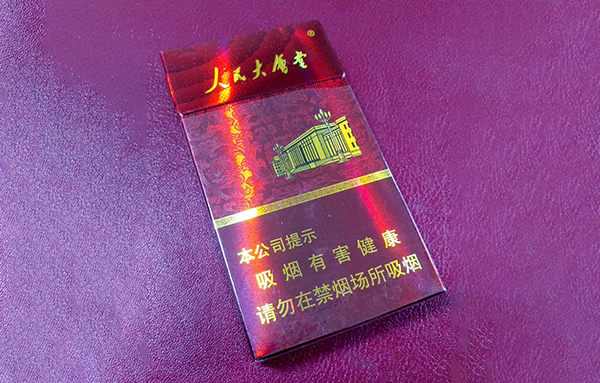 人民大會堂®
本公司提示
吸烟有害健康
请勿在禁烟场所吸烟